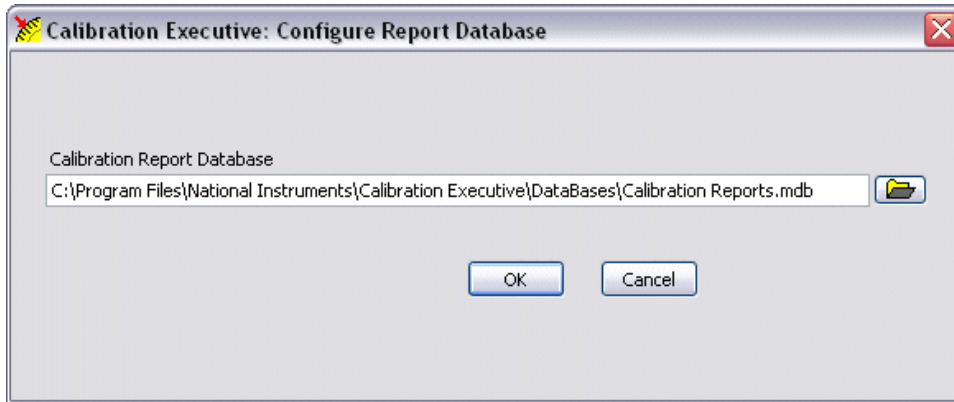 Calibration Executive: Configure Report Database
Calibration Report Database
C:\Program Files\National Instruments\Calibration Executive\DataBases\Calibration Reports.mdb
OK
Cancel